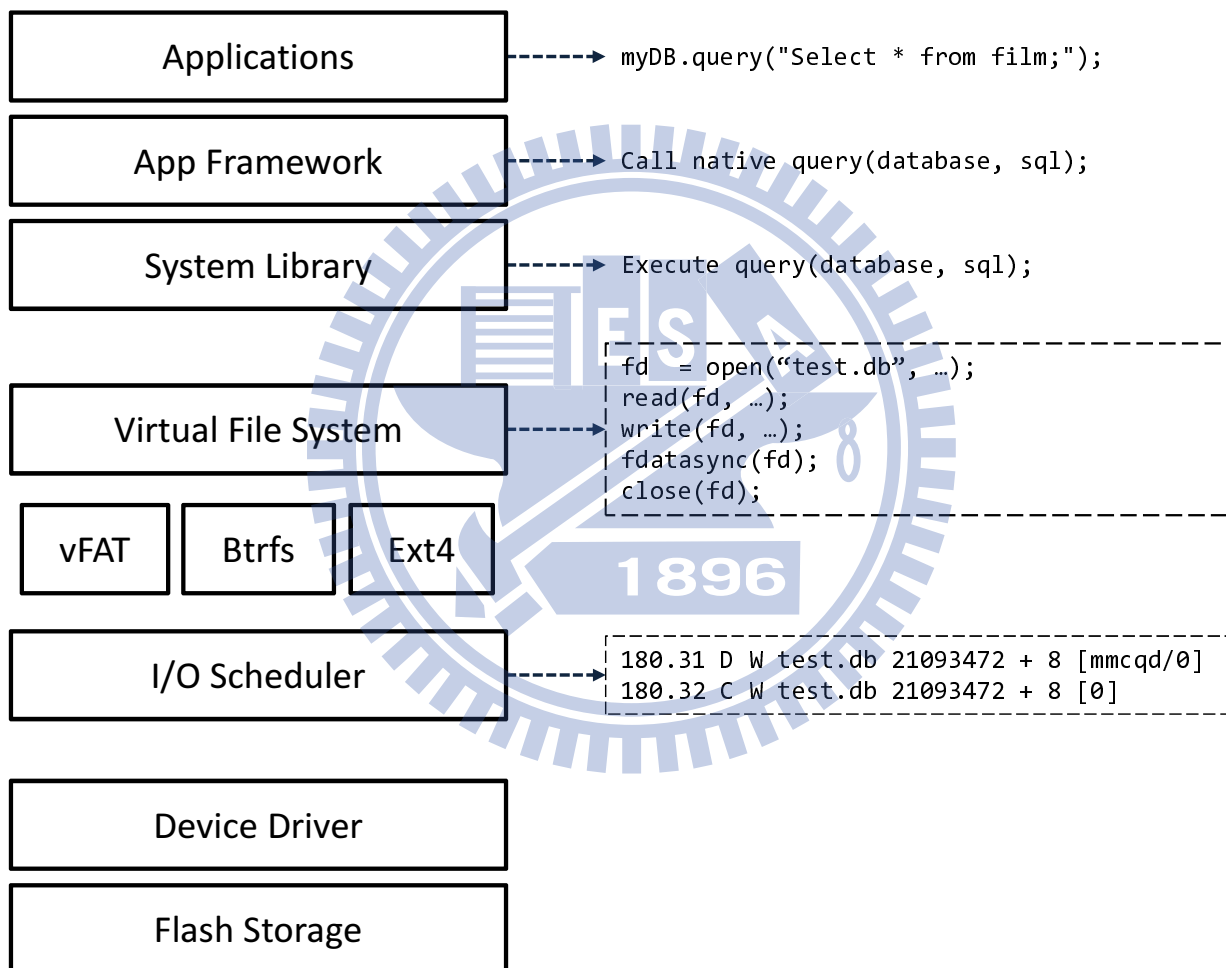 Applications
myDB.query("Select * from film;");
App Framework
Call native query(database, sql);
System Library
Execute query(database, sql);
Virtual File System
fd  = open(“test.db”, …);
read(fd, …);
write(fd, …);
fdatasync(fd);
close(fd);
vFAT Btrfs Ext4
I/O Scheduler
180.31 D W test.db 21093472 + 8 [mmcqd/0]
180.32 C W test.db 21093472 + 8 [0]
Device Driver
Flash Storage
E S A
1896